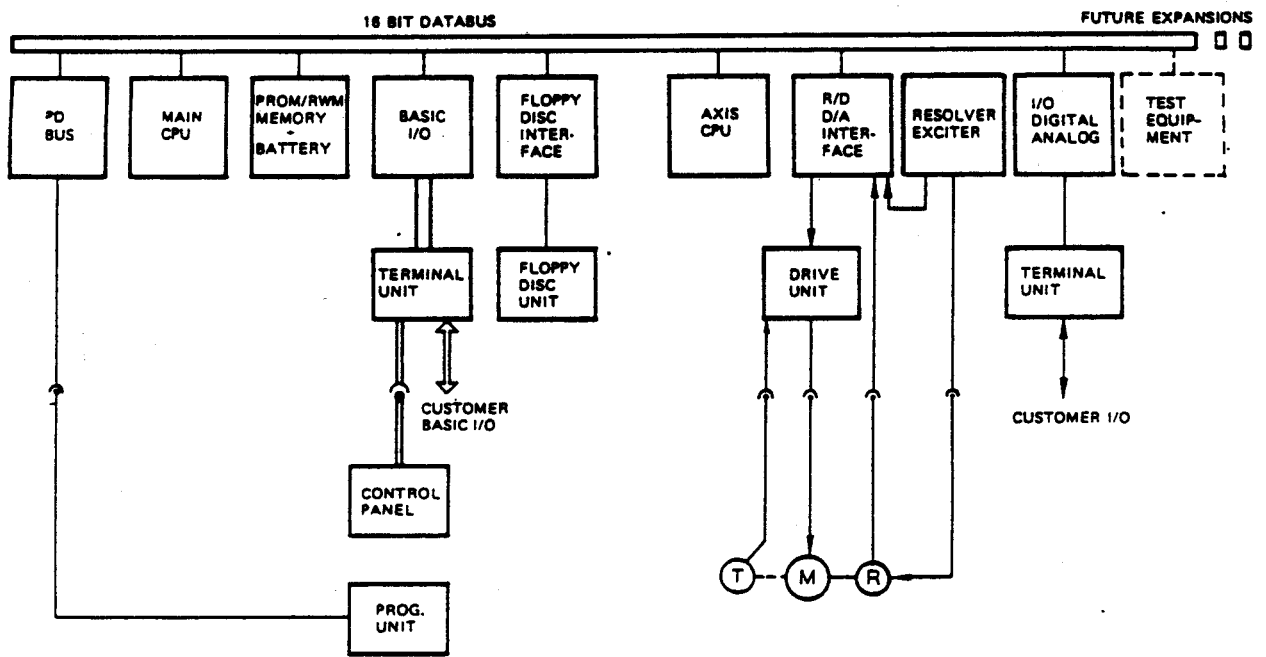 16 BIT DATABUS
FUTURE EXPANSIONS
PD
BUS
MAIN
CPU
PROM/RWM
MEMORY
+
BATTERY
BASIC
I/O
FLOPPY
DISC
INTER-
FACE
AXIS
CPU
R/D
D/A
INTER-
FACE
RESOLVER
EXCITER
I/O
DIGITAL
ANALOG
TEST
EQUIP-
MENT
TERMINAL
UNIT
FLOPPY
DISC
UNIT
DRIVE
UNIT
TERMINAL
UNIT
CUSTOMER
BASIC I/O
CUSTOMER I/O
CONTROL
PANEL
T
M
R
PROG.
UNIT